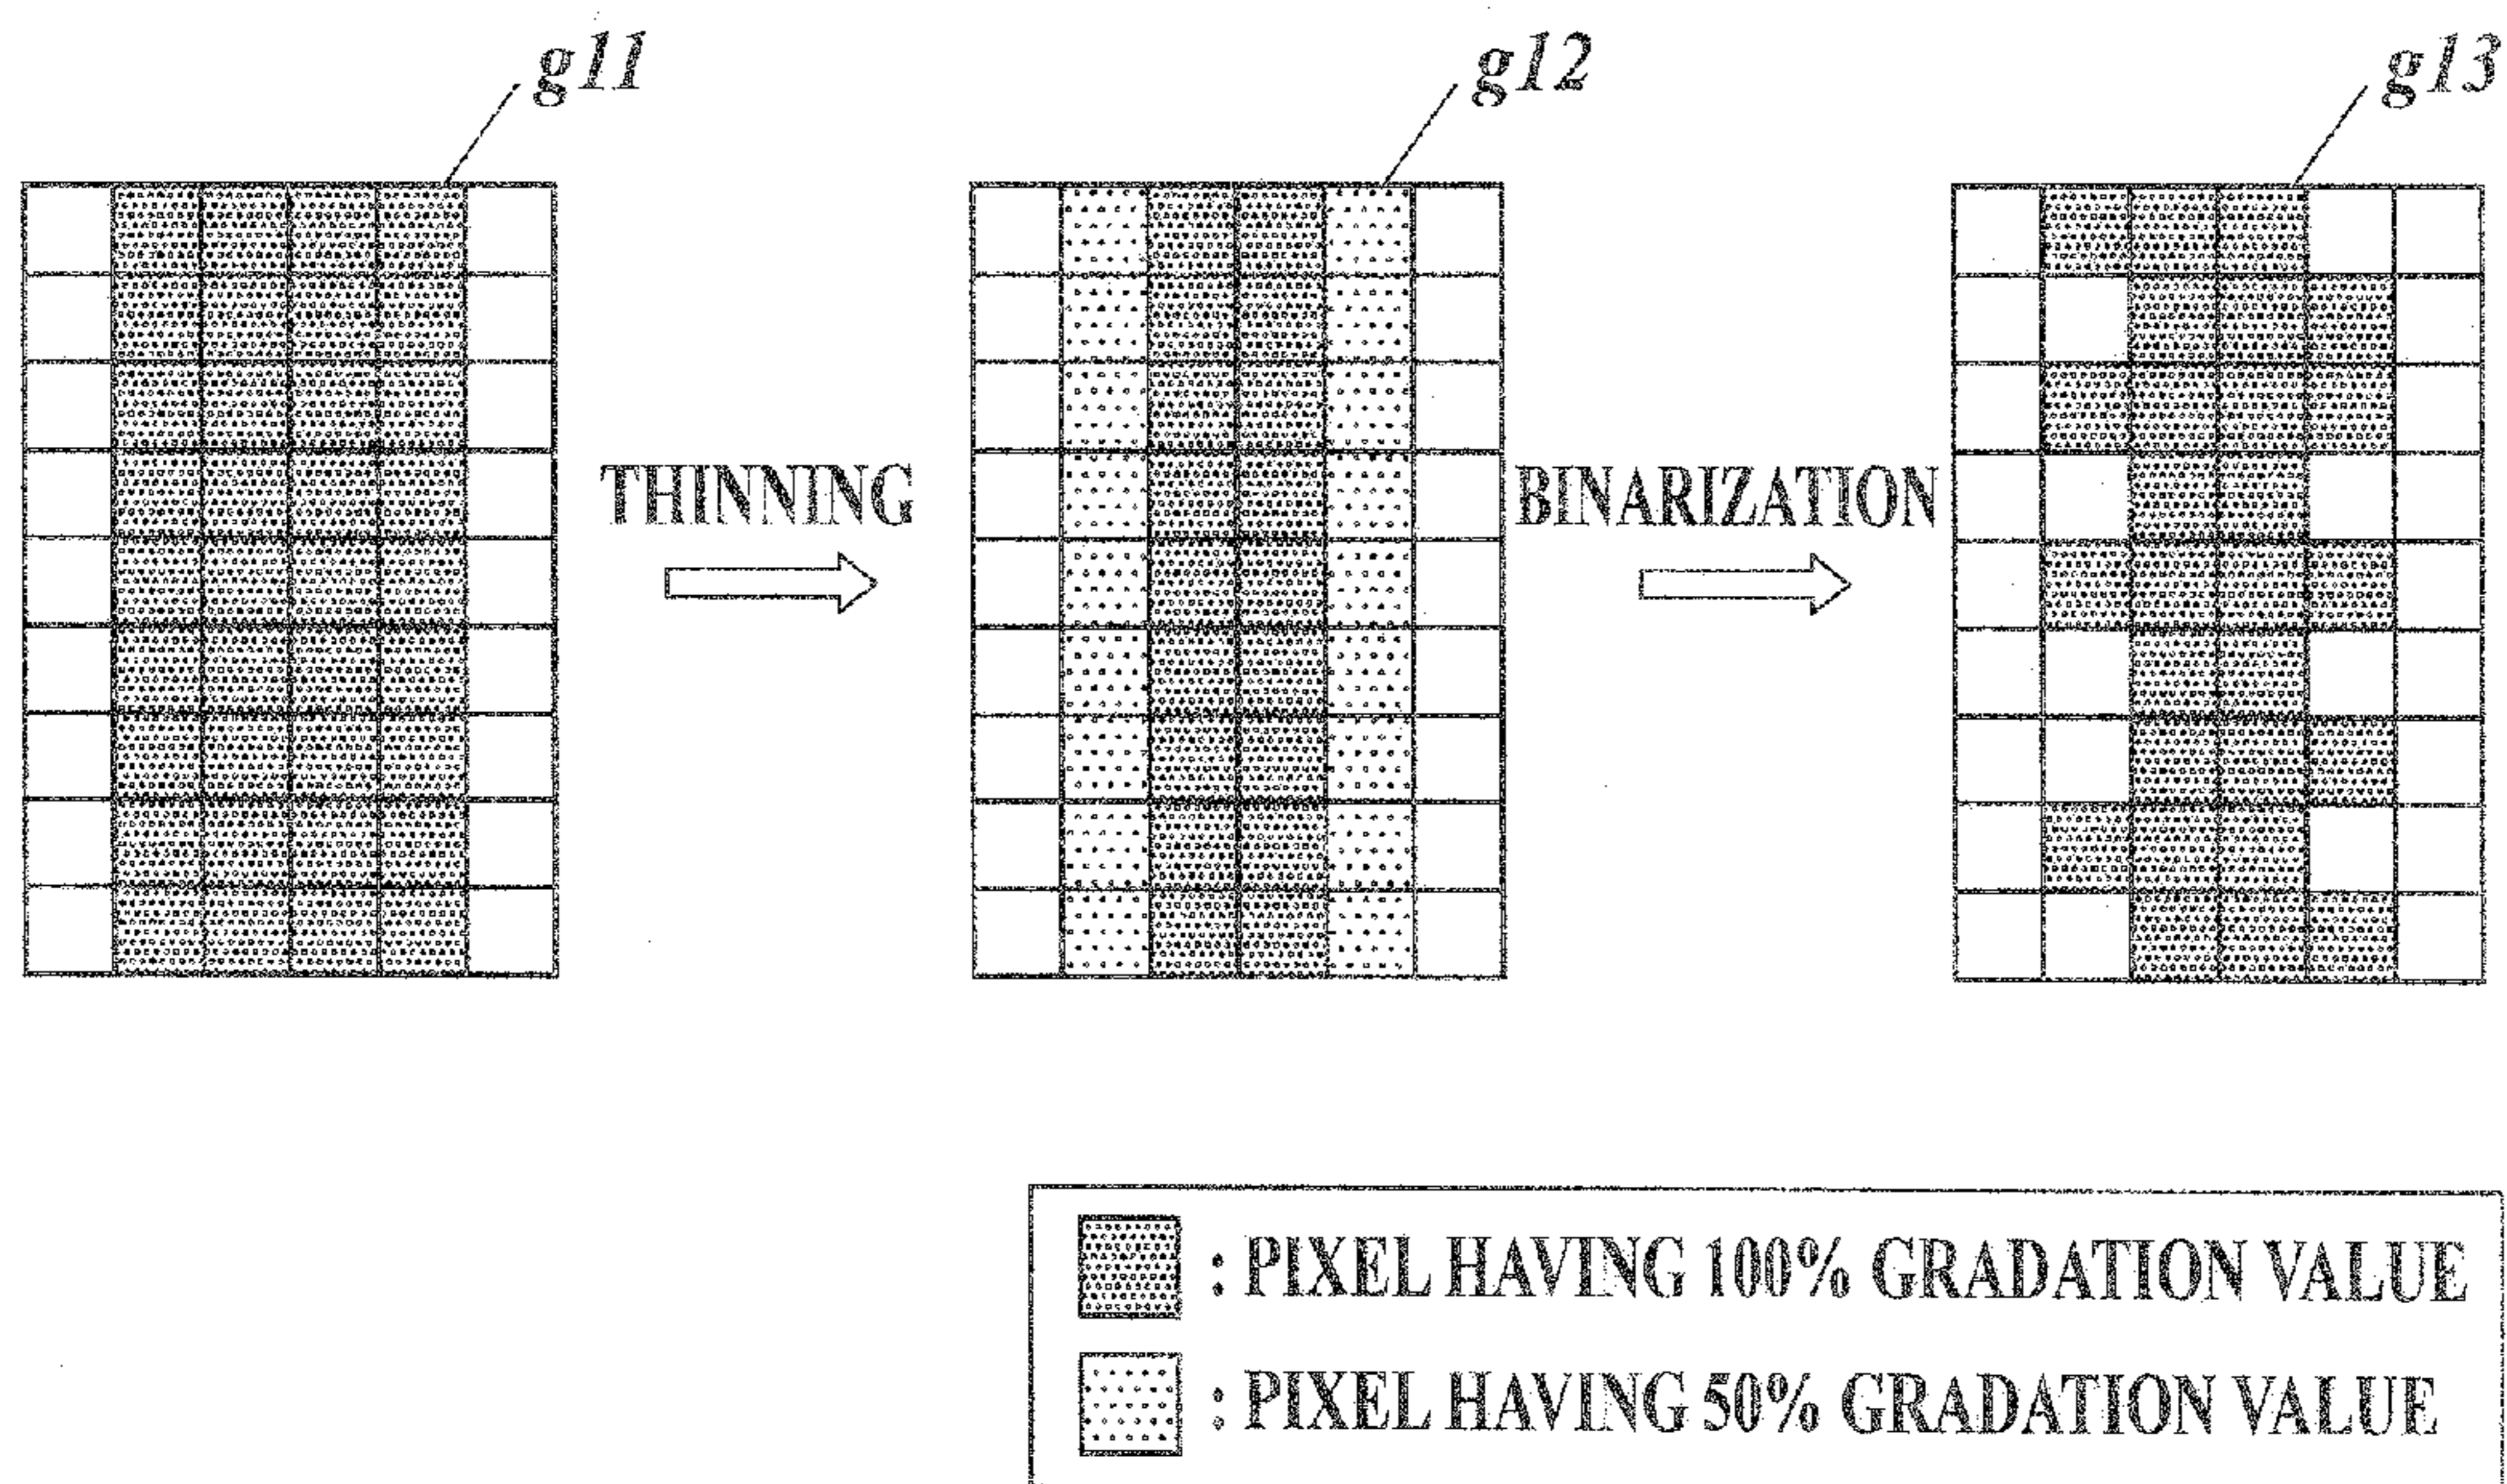 g11
g12
g13
THINNING
BINARIZATION
: PIXEL HAVING 100% GRADATION VALUE
: PIXEL HAVING 50% GRADATION VALUE